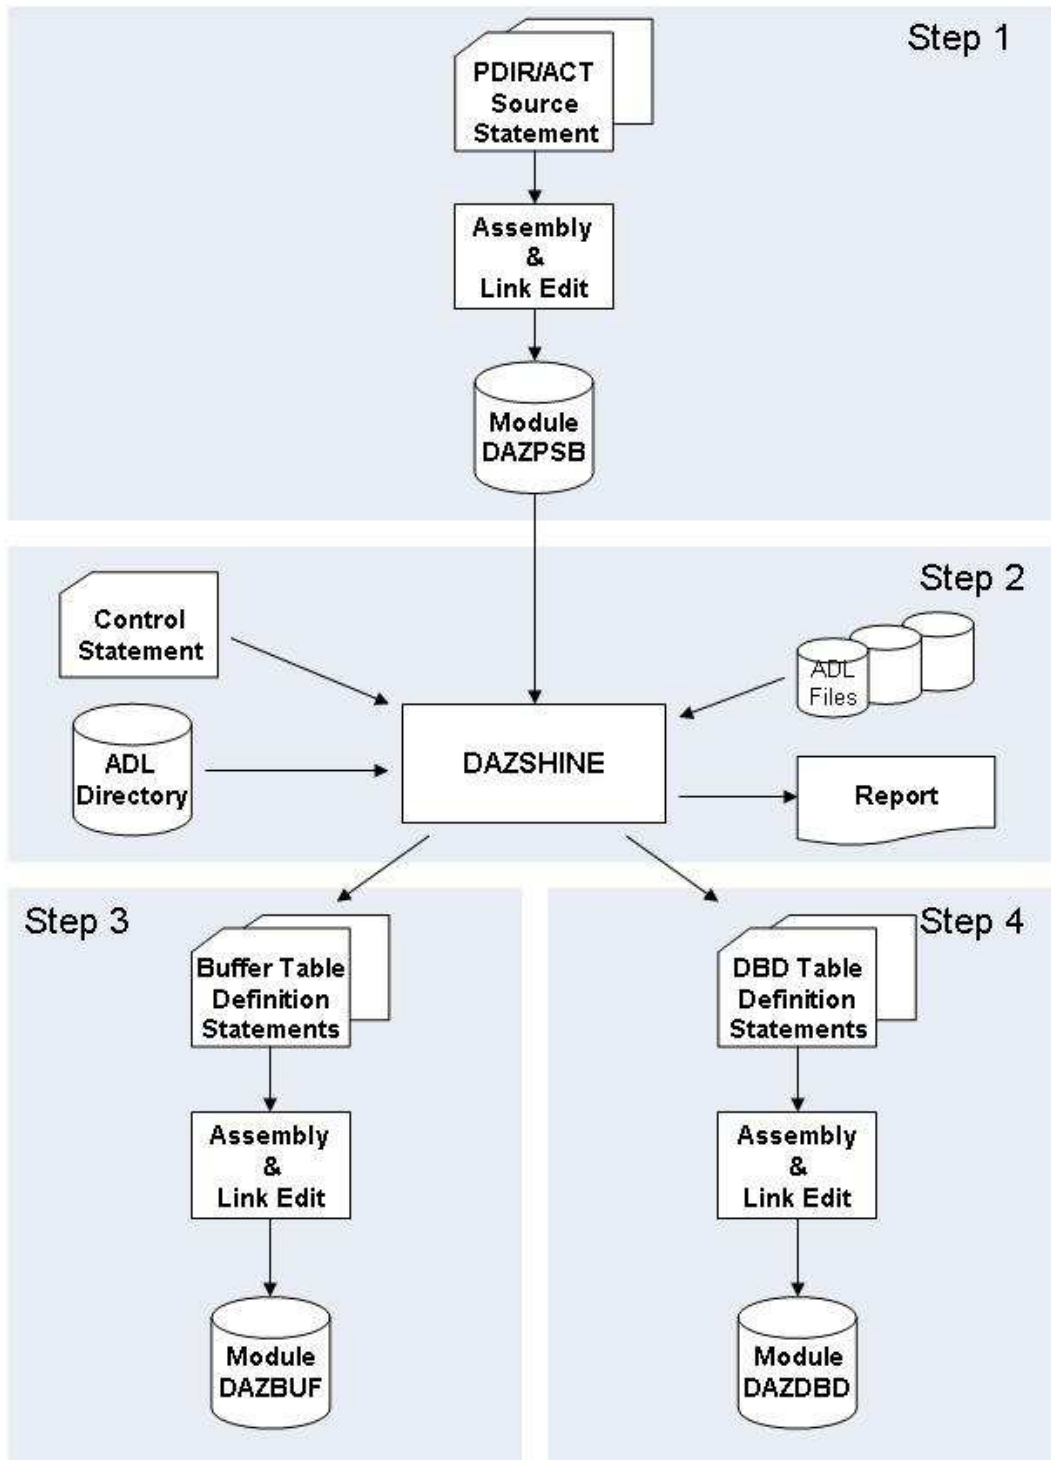 Step 1
PDIR/ACT
Source
Statement
Assembly
&
Link Edit
Module
DAZPSB
Step 2
Control
Statement
ADL
Files
ADL
Directory
DAZSHINE
Report
Step 3
Buffer Table
Definition
Statements
Assembly
&
Link Edit
Module
DAZBUF
Step 4
DBD Table
Definition
Statements
Assembly
&
Link Edit
Module
DAZDBD